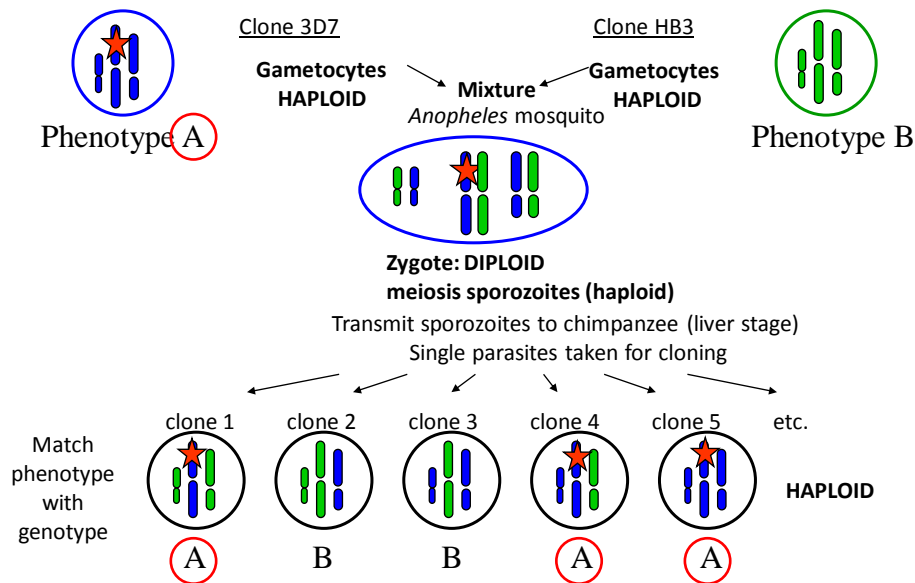 Clone 3D7
Clone HB3
Gametocytes
HAPLOID
Mixture
Anopheles mosquito
Gametocytes
HAPLOID
Phenotype A
Phenotype B
Zygote: DIPLOID
meiosis sporozoites (haploid)
Transmit sporozoites to chimpanzee (liver stage)
Single parasites taken for cloning
clone 1
clone 2
clone 3
clone 4
clone 5
etc.
Match
phenotype
with
genotype
HAPLOID
A
B
B
A
A